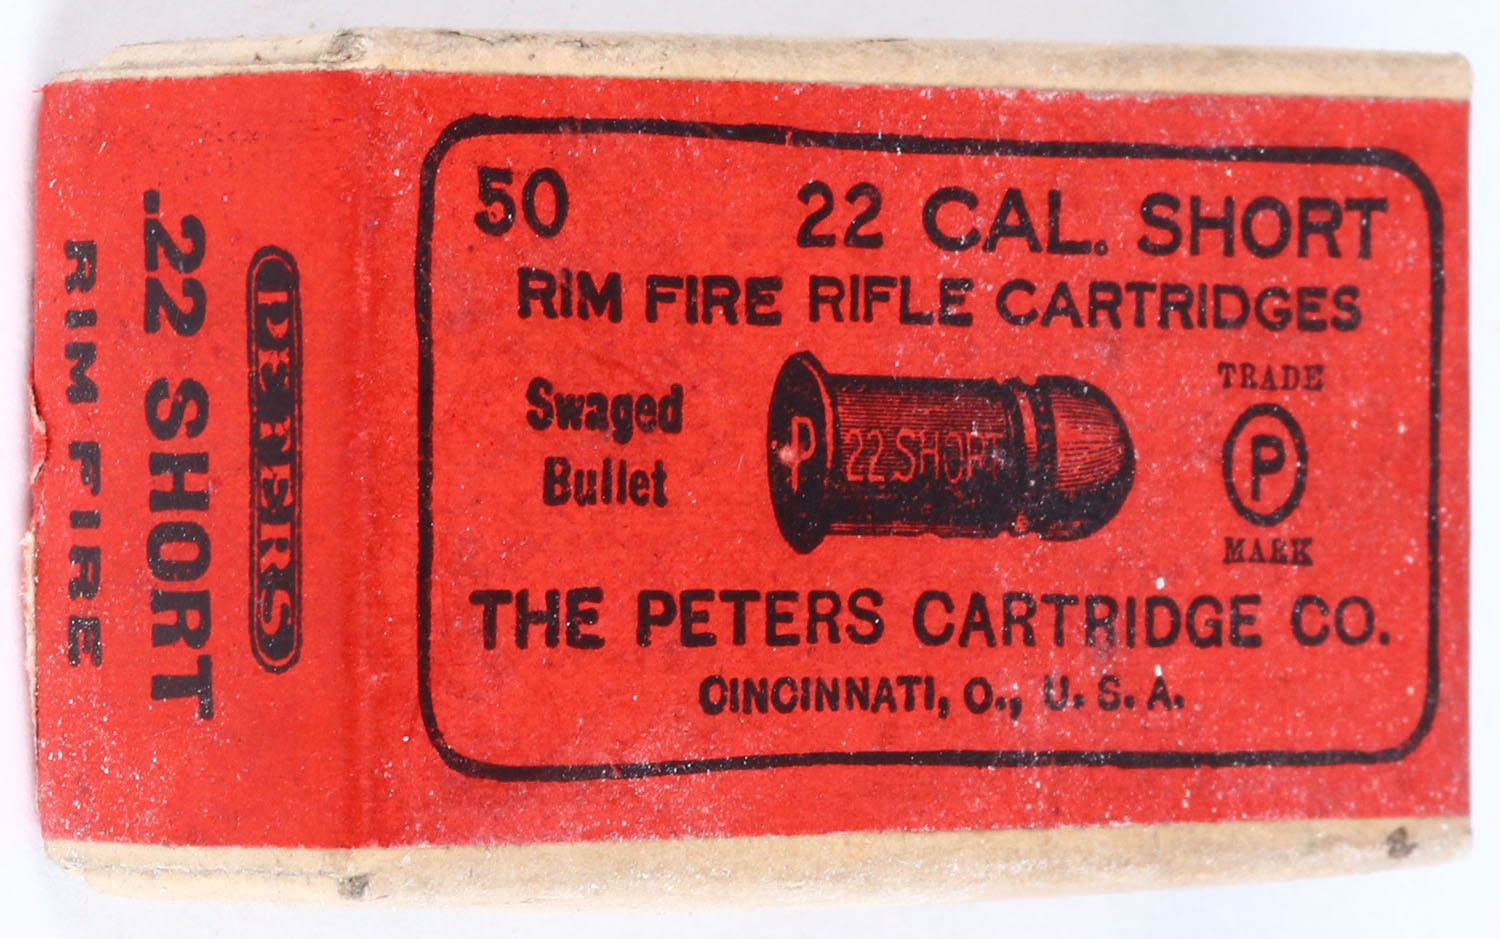 50 22 CAL. SHORT
RIM FIRE RIFLE CARTRIDGES
Swaged
Bullet
P 22 SHORT
TRADE
P
MARK
THE PETERS CARTRIDGE CO.
CINCINNATI, O., U. S. A.
PETERS
.22 SHORT
RIM FIRE